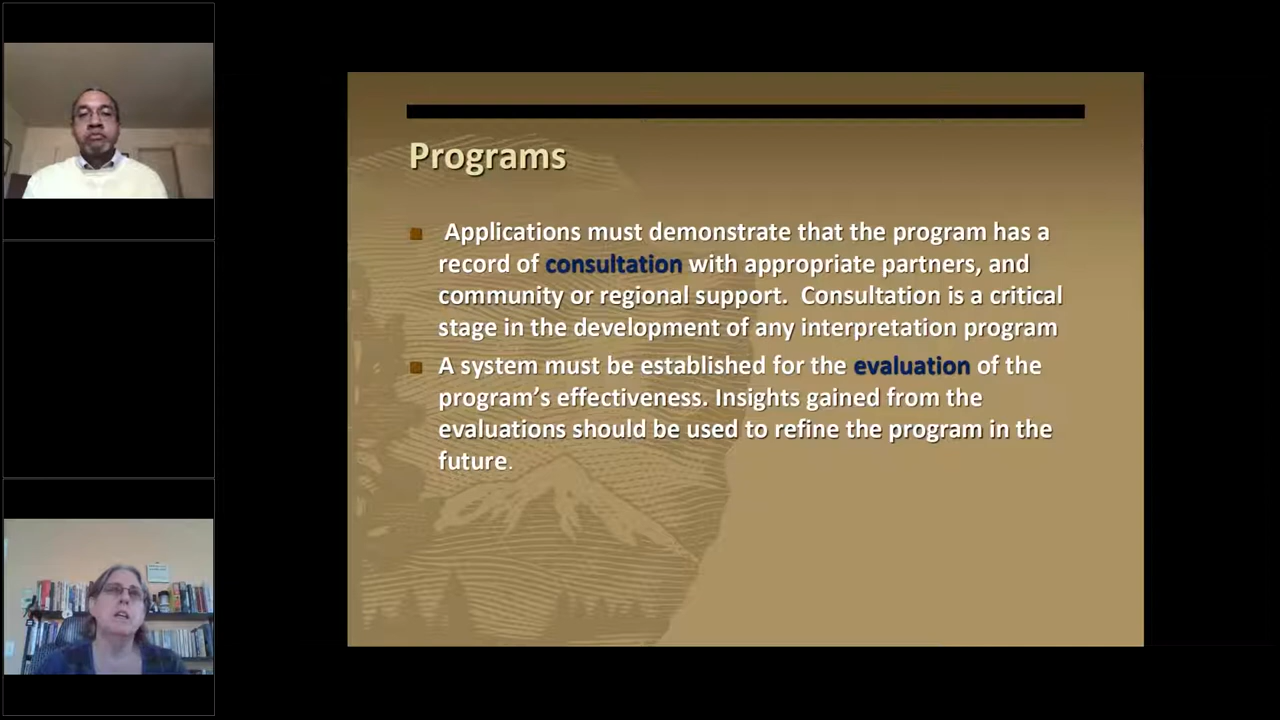 Programs
Applications must demonstrate that the program has a
record of consultation with appropriate partners, and
community or regional support. Consultation is a critical
stage in the development of any interpretation program
A system must be established for the evaluation of the
program’s effectiveness. Insights gained from the
evaluations should be used to refine the program in the
future.